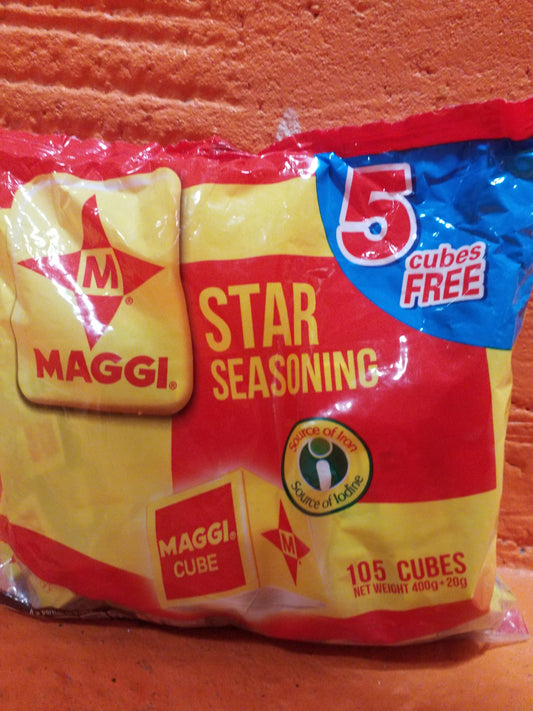 5
cubes
FREE
M
MAGGI®
STAR
SEASONING
Source of Iron
i
Source of Iodine
MAGGI®
CUBE
M
105 CUBES
NET WEIGHT 400g+20g